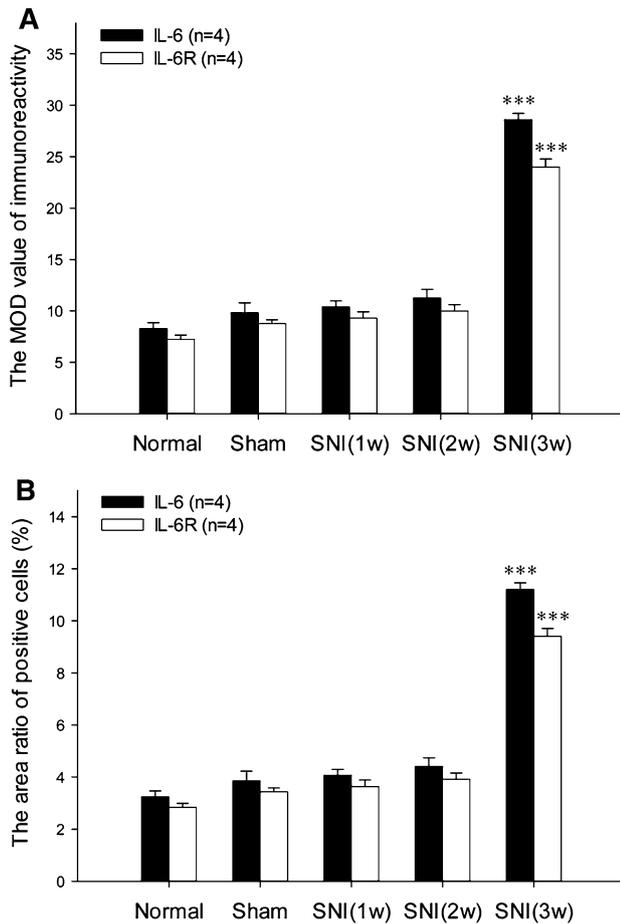 A
IL-6 (n=4)
IL-6R (n=4)
The MOD value of immunoreactivity
35
30
25
20
15
10
5
0
***
***
Normal Sham SNI(1w) SNI(2w) SNI(3w)
B
IL-6 (n=4)
IL-6R (n=4)
The area ratio of positive cells (%)
14
12
10
8
6
4
2
0
***
***
Normal Sham SNI(1w) SNI(2w) SNI(3w)